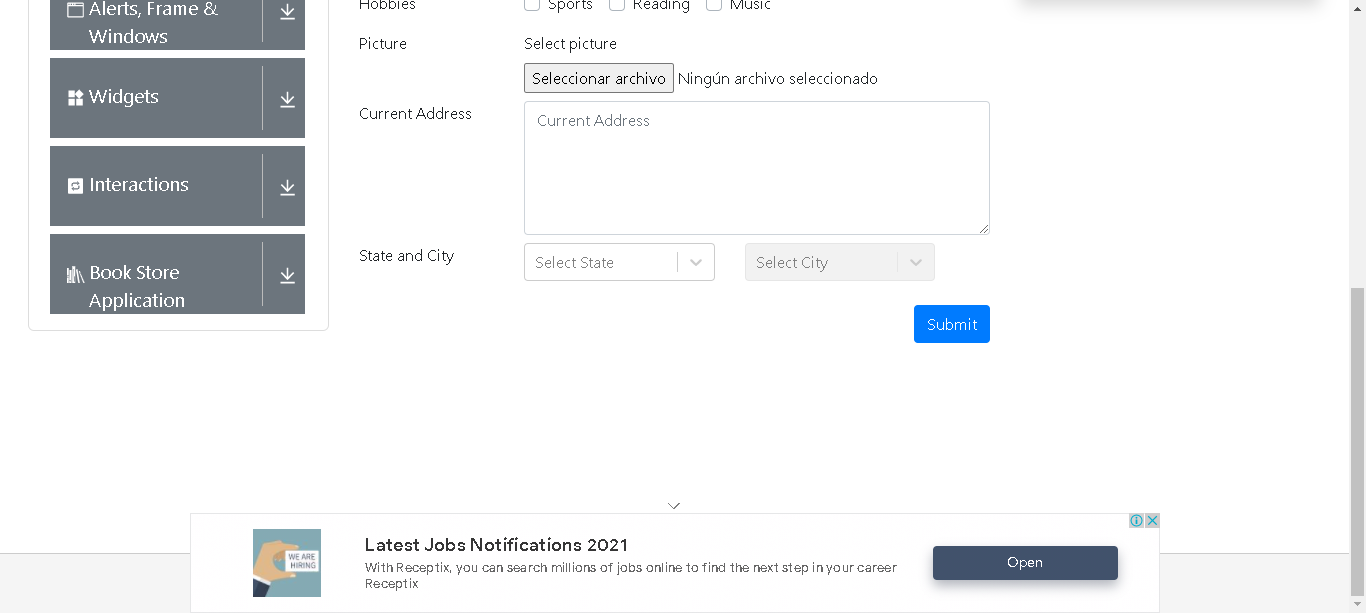 Alerts, Frame &
Windows
Widgets
Interactions
Book Store
Application
Hobbies
Sports Reading Music
Picture
Select picture
Seleccionar archivo Ningún archivo seleccionado
Current Address
Current Address
State and City
Select State
Select City
Submit
WE ARE
HIRING
Latest Jobs Notifications 2021
With Receptix, you can search millions of jobs online to find the next step in your career
Receptix
Open